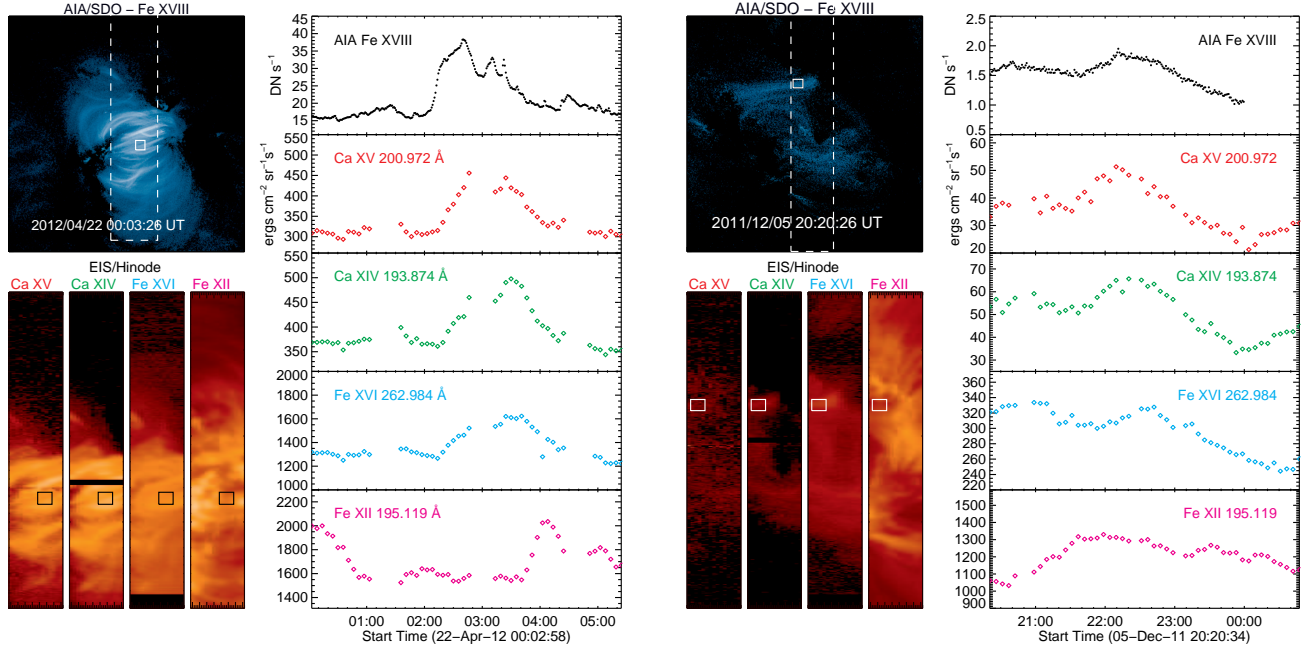 AIA/SDO − Fe XVIII
2012/04/22 00:03:26 UT
EIS/Hinode
Ca XV Ca XIV Fe XVI Fe XII
AIA Fe XVIII
DN s−1
45
40
35
30
25
20
15
Ca XV 200.972 Å
ergs cm−2 sr−1 s−1
550
500
450
400
350
300
Ca XIV 193.874 Å
550
500
450
400
350
Fe XVI 262.984 Å
2000
1800
1600
1400
1200
1000
Fe XII 195.119 Å
2200
2000
1800
1600
1400
01:00 02:00 03:00 04:00 05:00
Start Time (22−Apr−12 00:02:58)
AIA/SDO − Fe XVIII
2011/12/05 20:20:26 UT
EIS/Hinode
Ca XV Ca XIV Fe XVI Fe XII
AIA Fe XVIII
DN s−1
2.5
2.0
1.5
1.0
0.5
Ca XV 200.972
ergs cm−2 sr−1 s−1
60
50
40
30
20
Ca XIV 193.874
70
60
50
40
30
Fe XVI 262.984
360
340
320
300
280
260
240
220
Fe XII 195.119
1500
1400
1300
1200
1100
1000
900
21:00 22:00 23:00 00:00
Start Time (05−Dec−11 20:20:34)